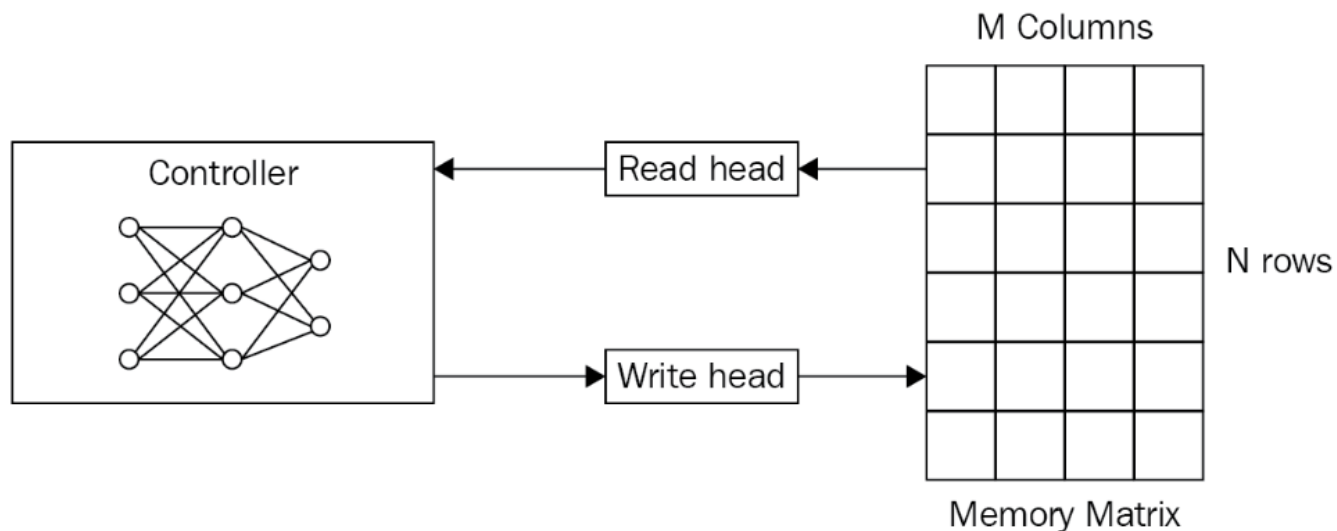 M Columns
Controller
Read head
N rows
Write head
Memory Matrix